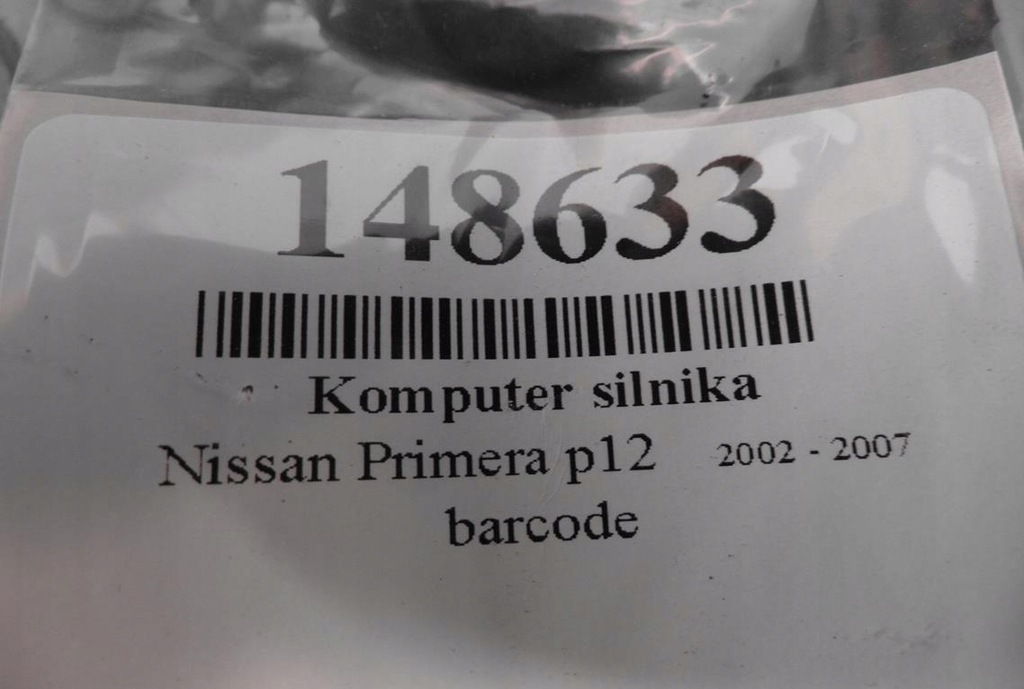 148633
Komputer silnika
Nissan Primera p12 2002 - 2007
barcode